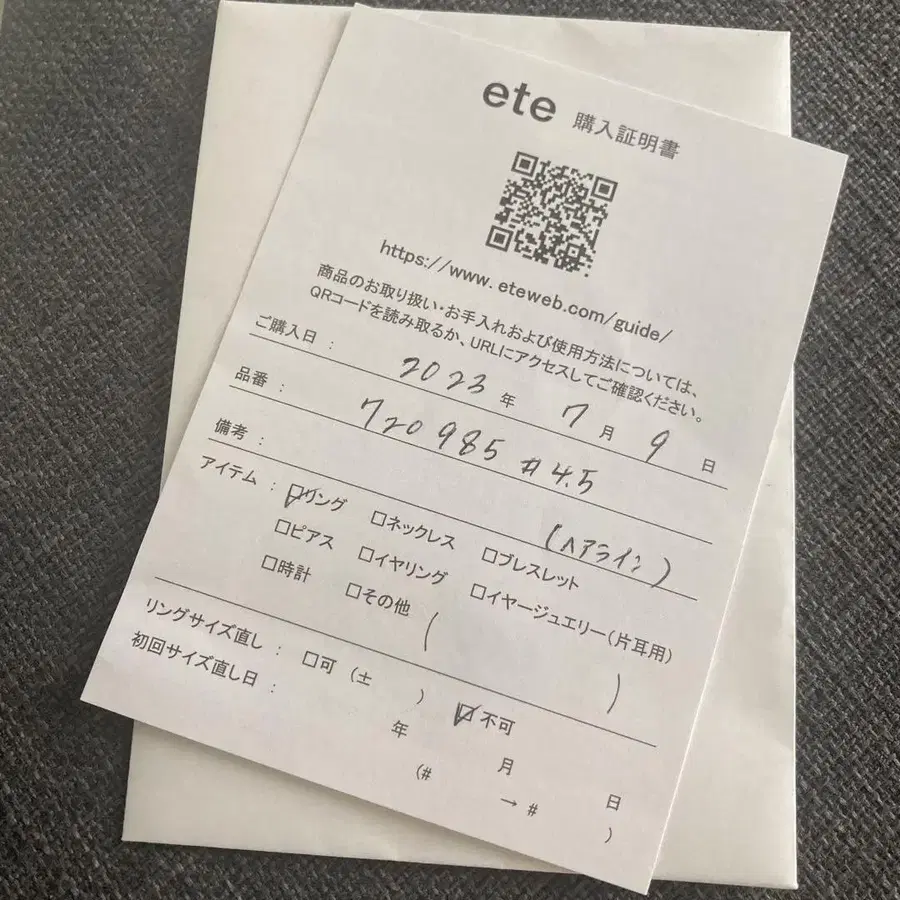 ete 購入証明書
https://www.eteweb.com/guide/
商品のお取り扱い・お手入れおよび使用方法については、
QRコードを読み取るか、URLにアクセスしてご確認ください。
ご購入日 : 2023 年 7 月 9 日
品番 : 720985 #4.5
備考 : (ヘアライン)
アイテム : ☑リング □ネックレス □ブレスレット
□ピアス □イヤリング □イヤージュエリー(片耳用)
□時計 □その他 ( )
リングサイズ直し : □可 (± ) ☑不可
初回サイズ直し日 : 年 月 日
(# → # )